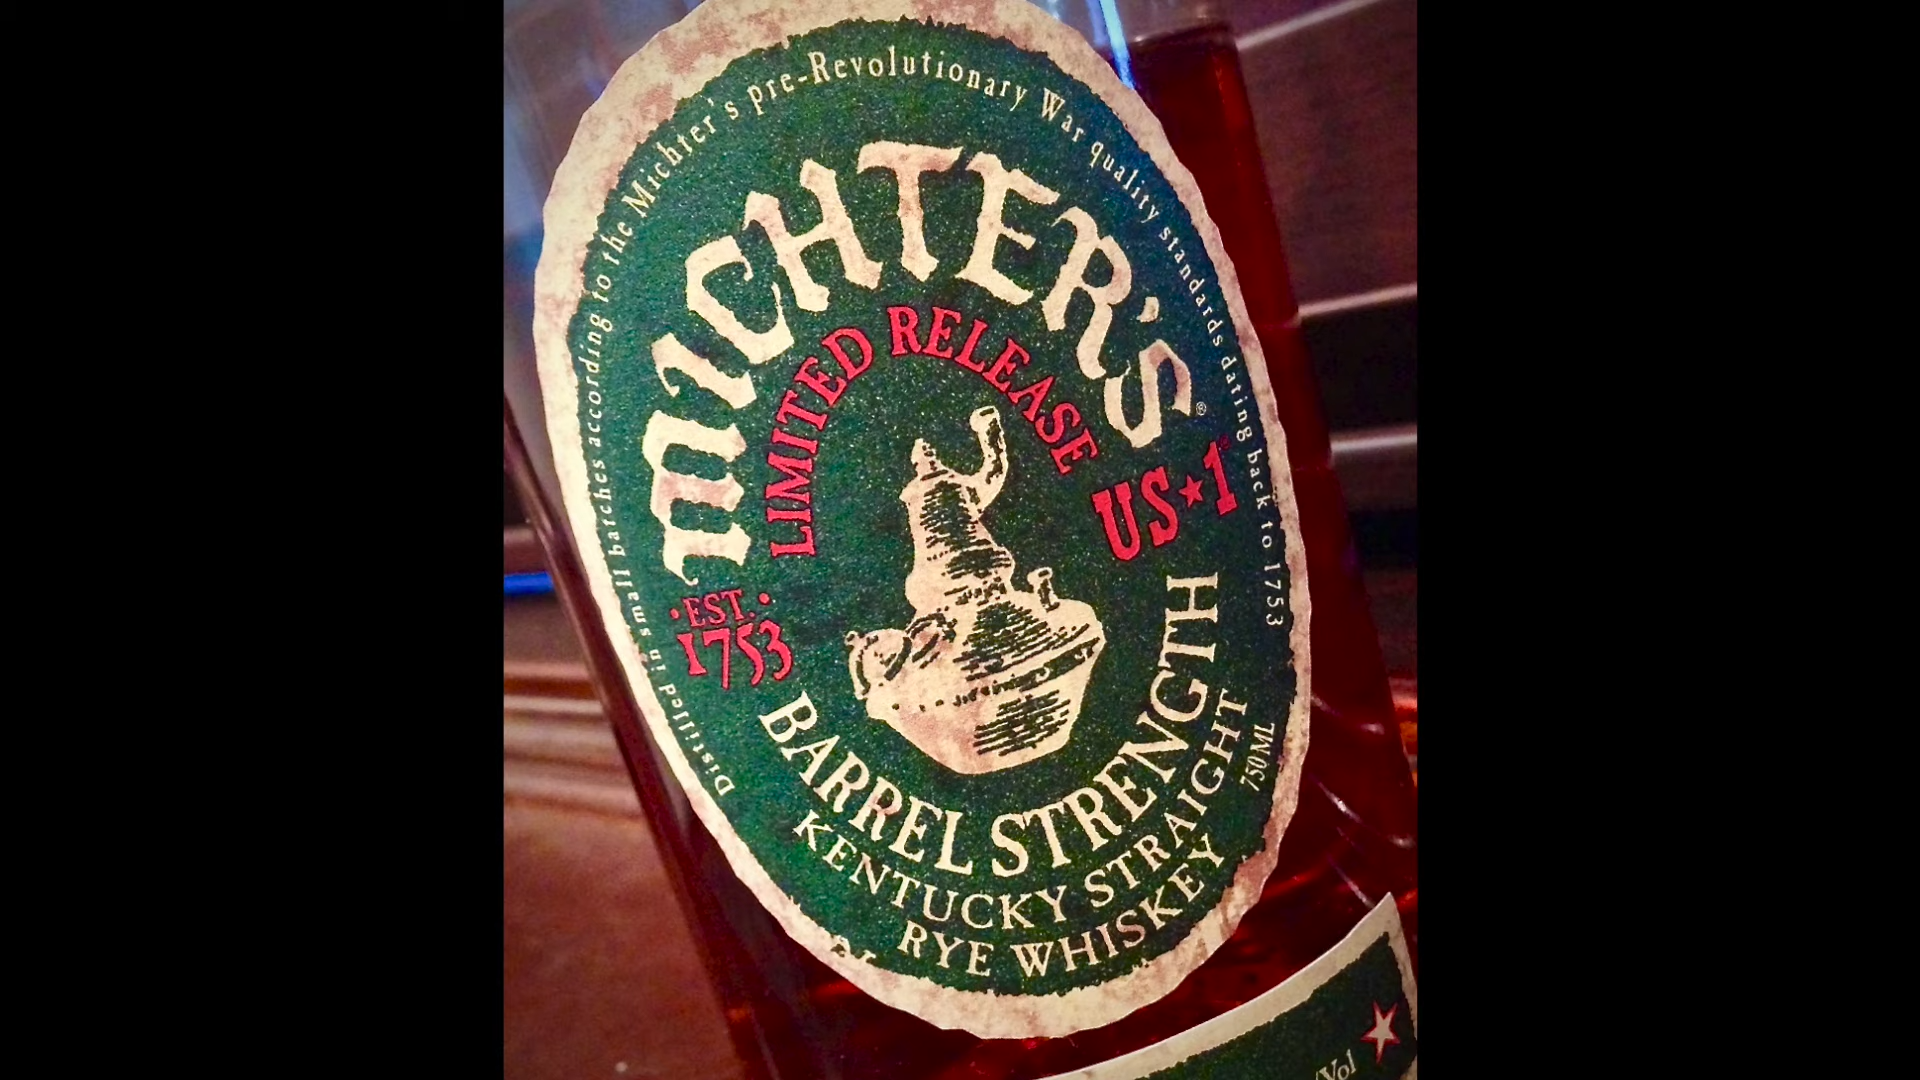 Distilled in small batches according to the Michter's pre-Revolutionary War quality standards dating back to 1753
MICHTER'S®
LIMITED RELEASE
US★1
·EST.·
1753
BARREL STRENGTH
KENTUCKY STRAIGHT
RYE WHISKEY
750 ML
/Vol